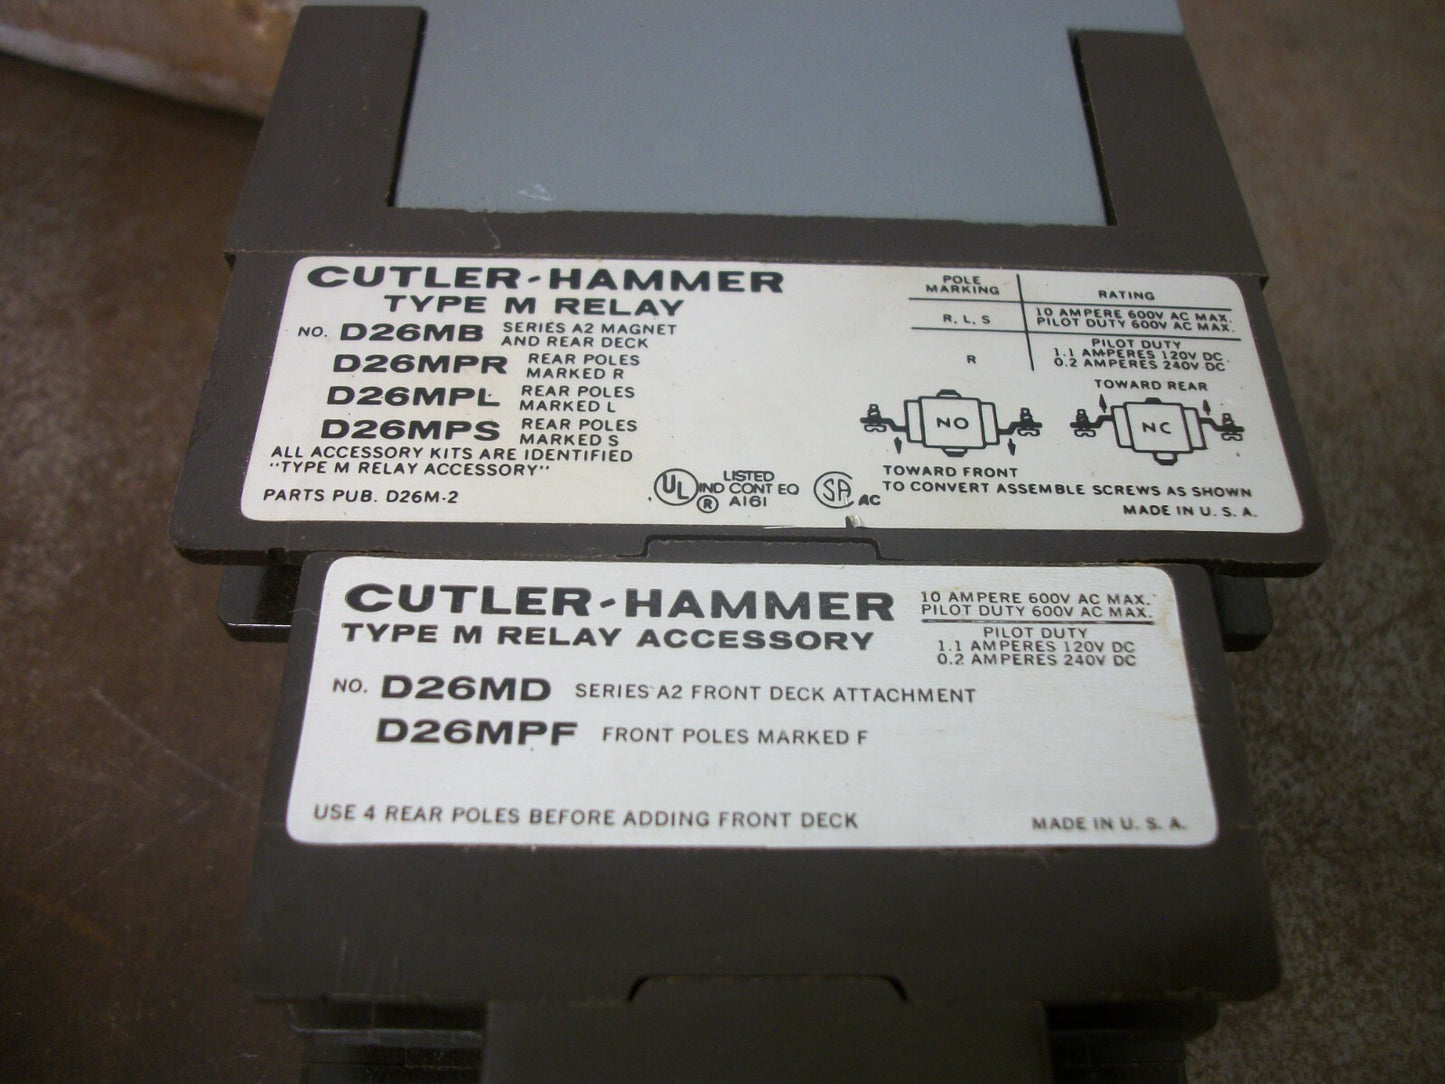 CUTLER-HAMMER
TYPE M RELAY
NO. D26MB SERIES A2 MAGNET AND REAR DECK
D26MPR REAR POLES MARKED R
D26MPL REAR POLES MARKED L
D26MPS REAR POLES MARKED S
ALL ACCESSORY KITS ARE IDENTIFIED
"TYPE M RELAY ACCESSORY"
PARTS PUB. D26M-2
UL ® LISTED
IND CONT EQ
A161
SA AC
POLE MARKING RATING
R, L, S 10 AMPERE 600V AC MAX.
PILOT DUTY 600V AC MAX.
R PILOT DUTY
1.1 AMPERES 120V DC
0.2 AMPERES 240V DC
TOWARD REAR
NO NC
TOWARD FRONT
TO CONVERT ASSEMBLE SCREWS AS SHOWN
MADE IN U. S. A.
CUTLER-HAMMER
TYPE M RELAY ACCESSORY
10 AMPERE 600V AC MAX.
PILOT DUTY 600V AC MAX.
PILOT DUTY
1.1 AMPERES 120V DC
0.2 AMPERES 240V DC
NO. D26MD SERIES A2 FRONT DECK ATTACHMENT
D26MPF FRONT POLES MARKED F
USE 4 REAR POLES BEFORE ADDING FRONT DECK
MADE IN U. S. A.